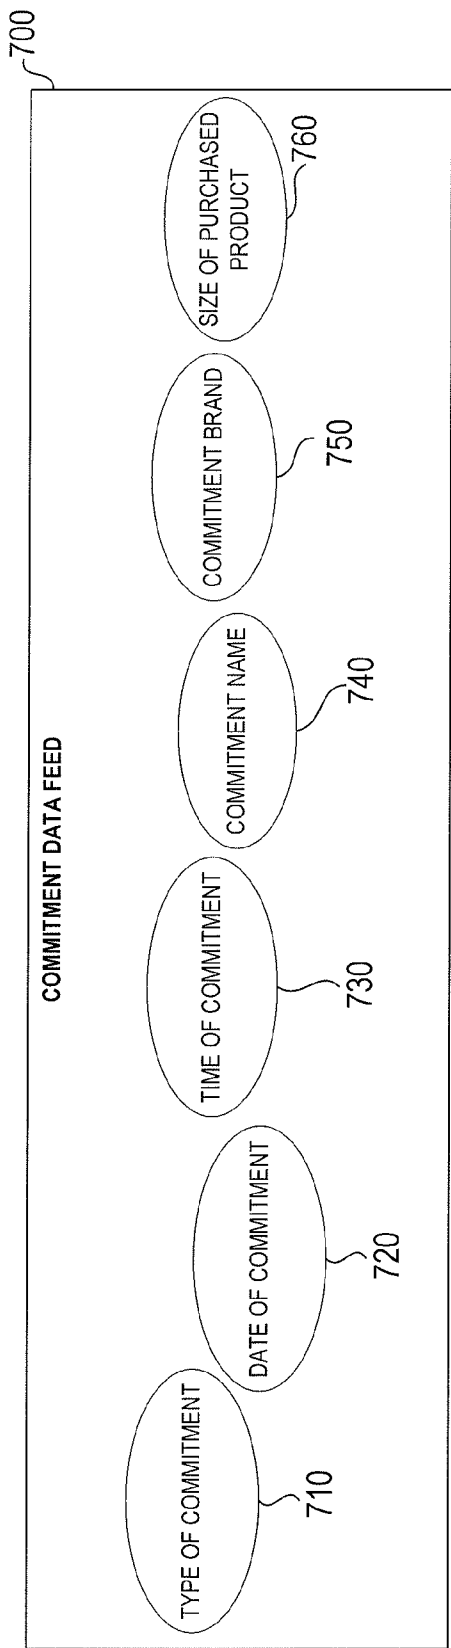 700
COMMITMENT DATA FEED
TYPE OF COMMITMENT
710
DATE OF COMMITMENT
720
TIME OF COMMITMENT
730
COMMITMENT NAME
740
COMMITMENT BRAND
750
SIZE OF PURCHASED
PRODUCT
760